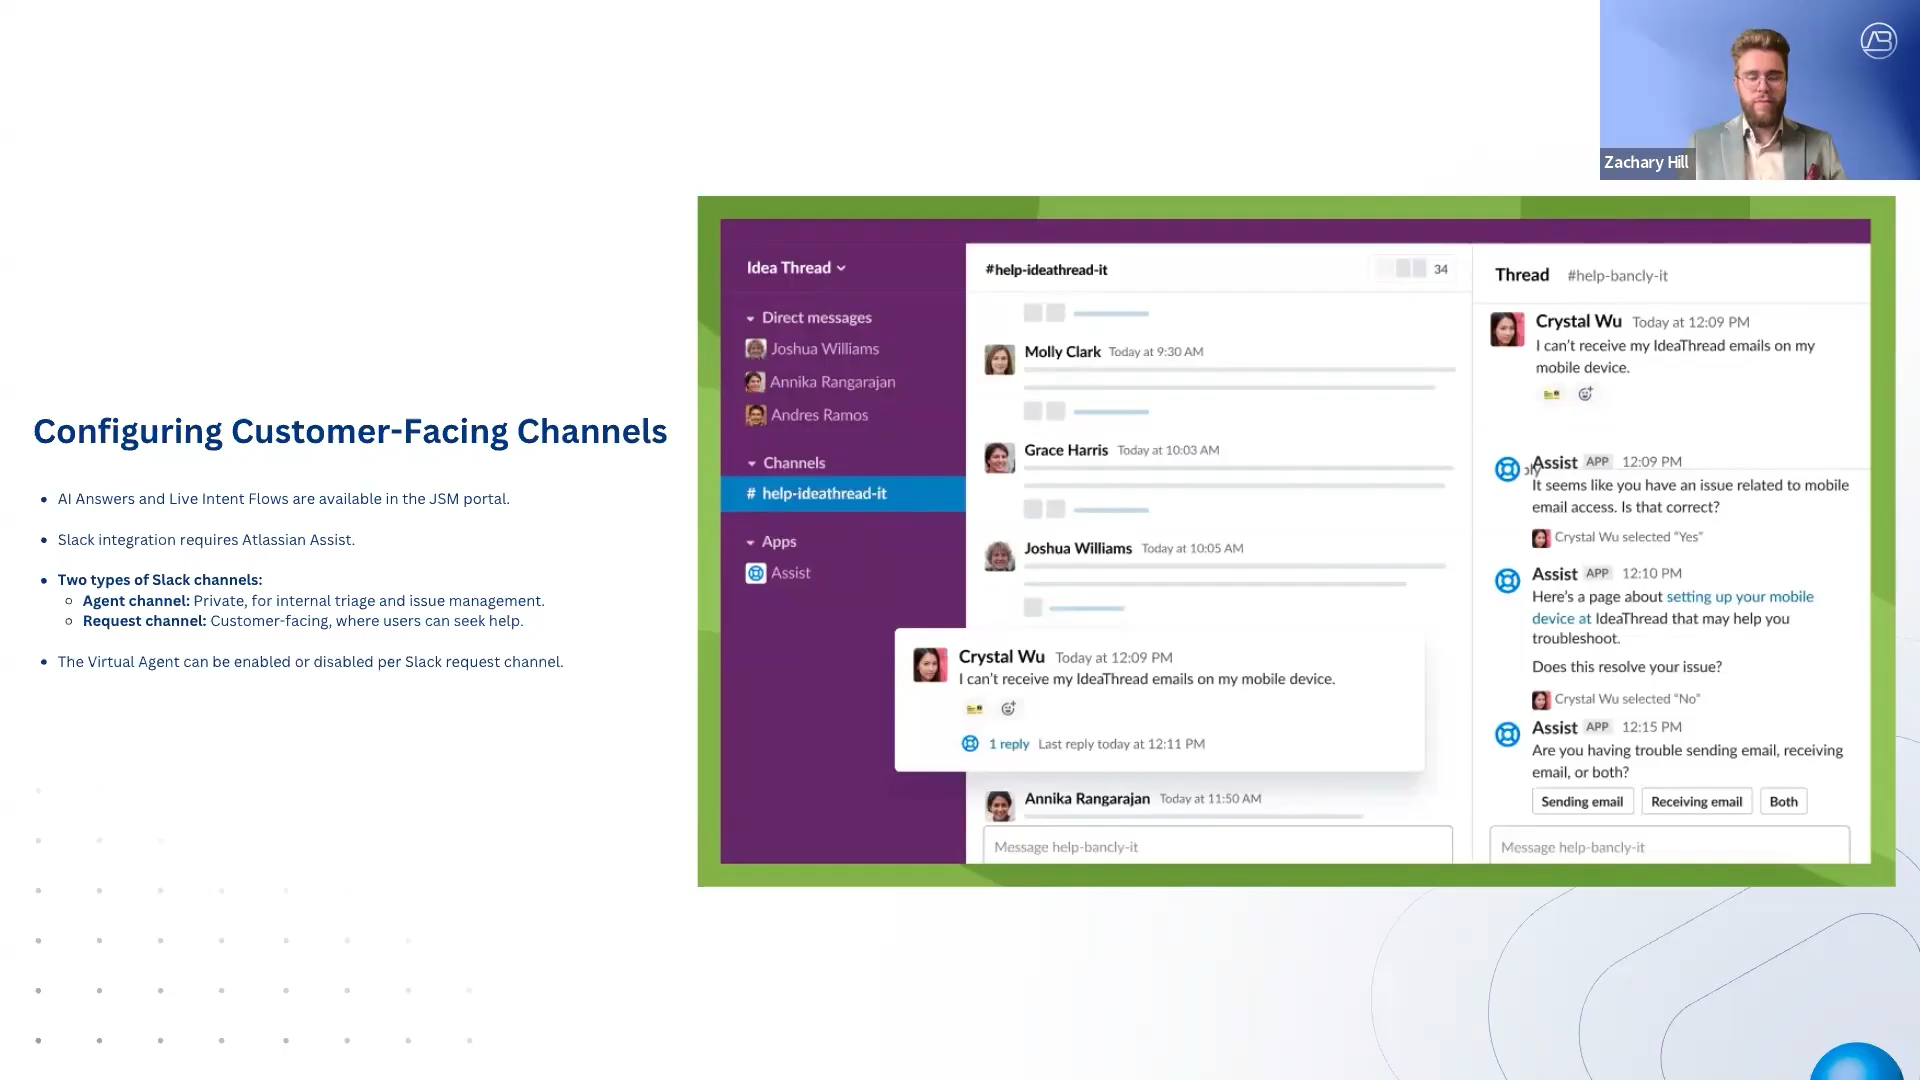 Zachary Hill
Configuring Customer-Facing Channels
AI Answers and Live Intent Flows are available in the JSM portal.
Slack integration requires Atlassian Assist.
Two types of Slack channels:
Agent channel: Private, for internal triage and issue management.
Request channel: Customer-facing, where users can seek help.
The Virtual Agent can be enabled or disabled per Slack request channel.
Idea Thread
Direct messages
Joshua Williams
Annika Rangarajan
Andres Ramos
Channels
# help-ideathread-it
Apps
Assist
#help-ideathread-it
34
Molly Clark Today at 9:30 AM
Grace Harris Today at 10:03 AM
Joshua Williams Today at 10:05 AM
Crystal Wu Today at 12:09 PM
I can't receive my IdeaThread emails on my mobile device.
1 reply Last reply today at 12:11 PM
Annika Rangarajan Today at 11:50 AM
Message help-bancly-it
Thread #help-bancly-it
Crystal Wu Today at 12:09 PM
I can't receive my IdeaThread emails on my
mobile device.
Assist APP 12:09 PM
It seems like you have an issue related to mobile
email access. Is that correct?
Crystal Wu selected "Yes"
Assist APP 12:10 PM
Here's a page about setting up your mobile
device at IdeaThread that may help you
troubleshoot.
Does this resolve your issue?
Crystal Wu selected "No"
Assist APP 12:15 PM
Are you having trouble sending email, receiving
email, or both?
Sending email Receiving email Both
Message help-bancly-it